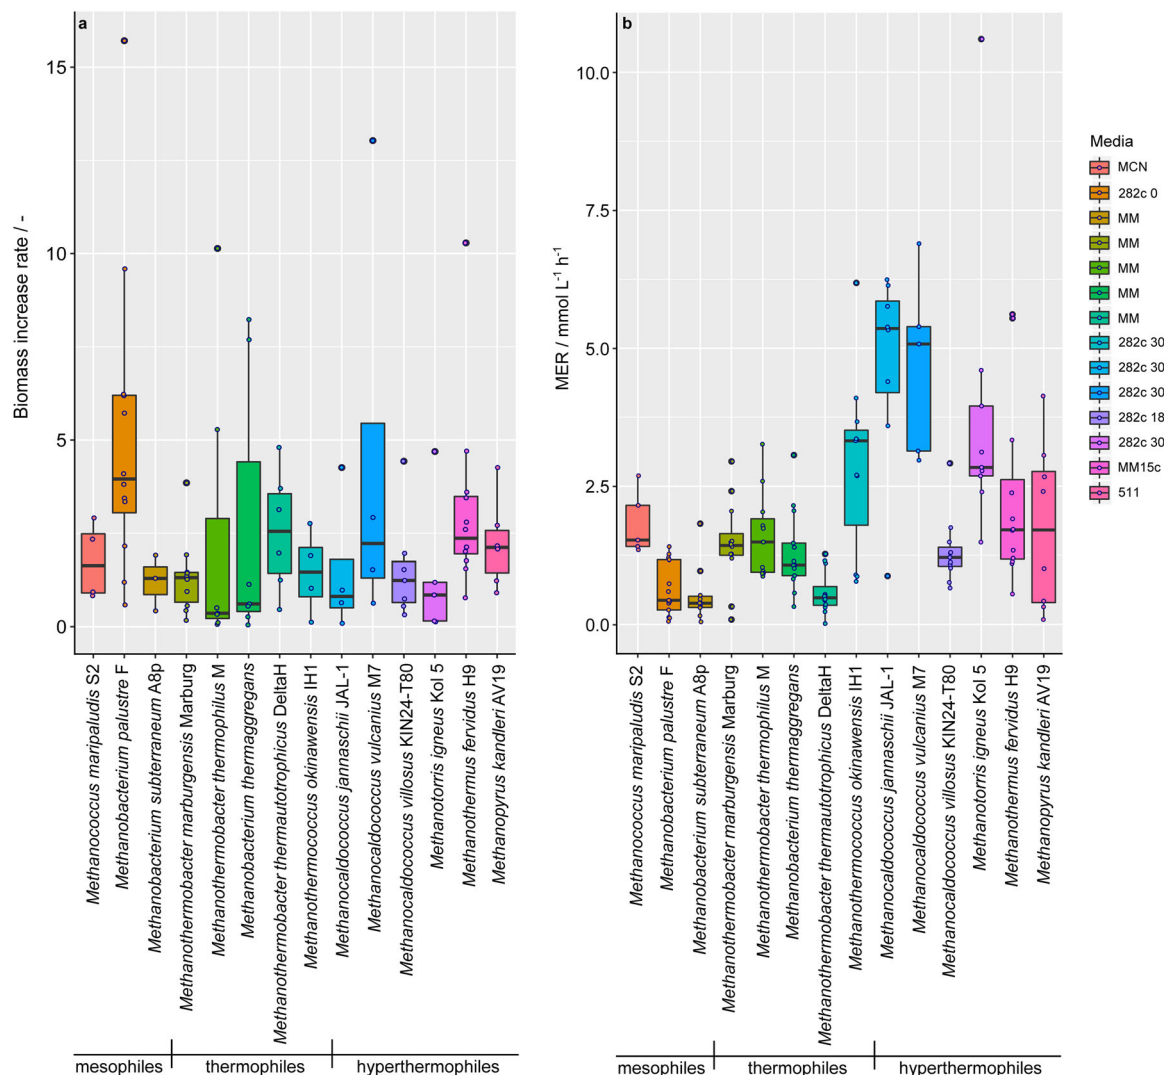 a
Biomass increase rate / -
15
10
5
0
Methanococcus maripaludis S2
Methanobacterium palustre F
Methanobacterium subterraneum A8p
Methanothermobacter marburgensis Marburg
Methanothermobacter thermophilus M
Methanobacterium thermaggregans
Methanothermobacter thermautotrophicus DeltaH
Methanothermococcus okinawensis IH1
Methanocaldococcus jannaschii JAL-1
Methanocaldococcus vulcanius M7
Methanocaldococcus villosus KIN24-T80
Methanotorris igneus Kol 5
Methanothermus fervidus H9
Methanopyrus kandleri AV19
mesophiles
thermophiles
hyperthermophiles
b
MER / mmol L⁻¹ h⁻¹
10.0
7.5
5.0
2.5
0.0
Methanococcus maripaludis S2
Methanobacterium palustre F
Methanobacterium subterraneum A8p
Methanothermobacter marburgensis Marburg
Methanothermobacter thermophilus M
Methanobacterium thermaggregans
Methanothermobacter thermautotrophicus DeltaH
Methanothermococcus okinawensis IH1
Methanocaldococcus jannaschii JAL-1
Methanocaldococcus vulcanius M7
Methanocaldococcus villosus KIN24-T80
Methanotorris igneus Kol 5
Methanothermus fervidus H9
Methanopyrus kandleri AV19
mesophiles
thermophiles
hyperthermophiles
Media
MCN
282c 0
MM
MM
MM
MM
MM
282c 30
282c 30
282c 30
282c 18
282c 30
MM15c
511